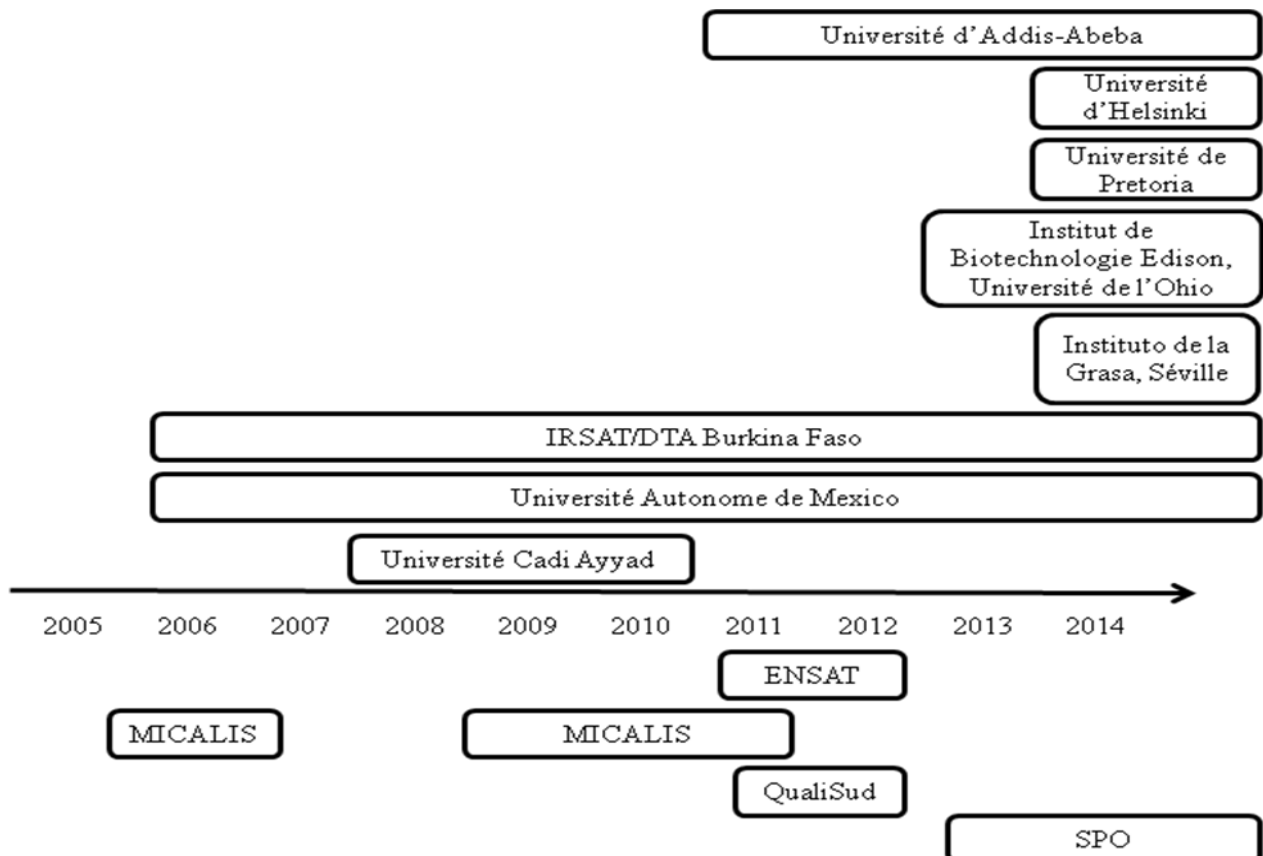 Université d’Addis-Abeba
Université
d’Helsinki
Université de
Pretoria
Institut de
Biotechnologie Edison,
Université de l’Ohio
Instituto de la
Grasa, Séville
IRSAT/DTA Burkina Faso
Université Autonome de Mexico
Université Cadi Ayyad
2005 2006 2007 2008 2009 2010 2011 2012 2013 2014
ENSAT
MICALIS MICALIS
QualiSud
SPO